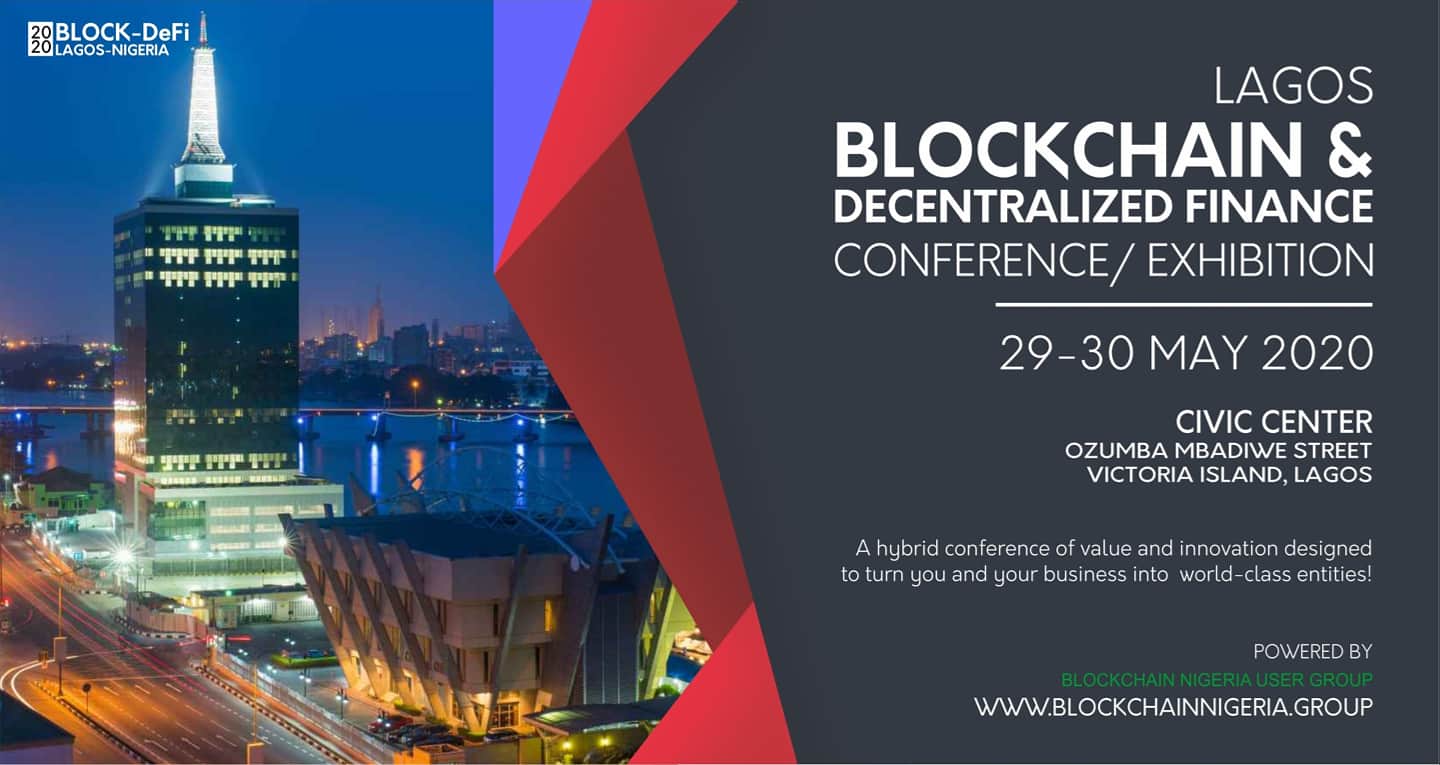 2020 BLOCK-DeFi
LAGOS-NIGERIA
LAGOS
BLOCKCHAIN &
DECENTRALIZED FINANCE
CONFERENCE/ EXHIBITION
29-30 MAY 2020
CIVIC CENTER
OZUMBA MBADIWE STREET
VICTORIA ISLAND, LAGOS
A hybrid conference of value and innovation designed
to turn you and your business into world-class entities!
POWERED BY
BLOCKCHAIN NIGERIA USER GROUP
WWW.BLOCKCHAINNIGERIA.GROUP